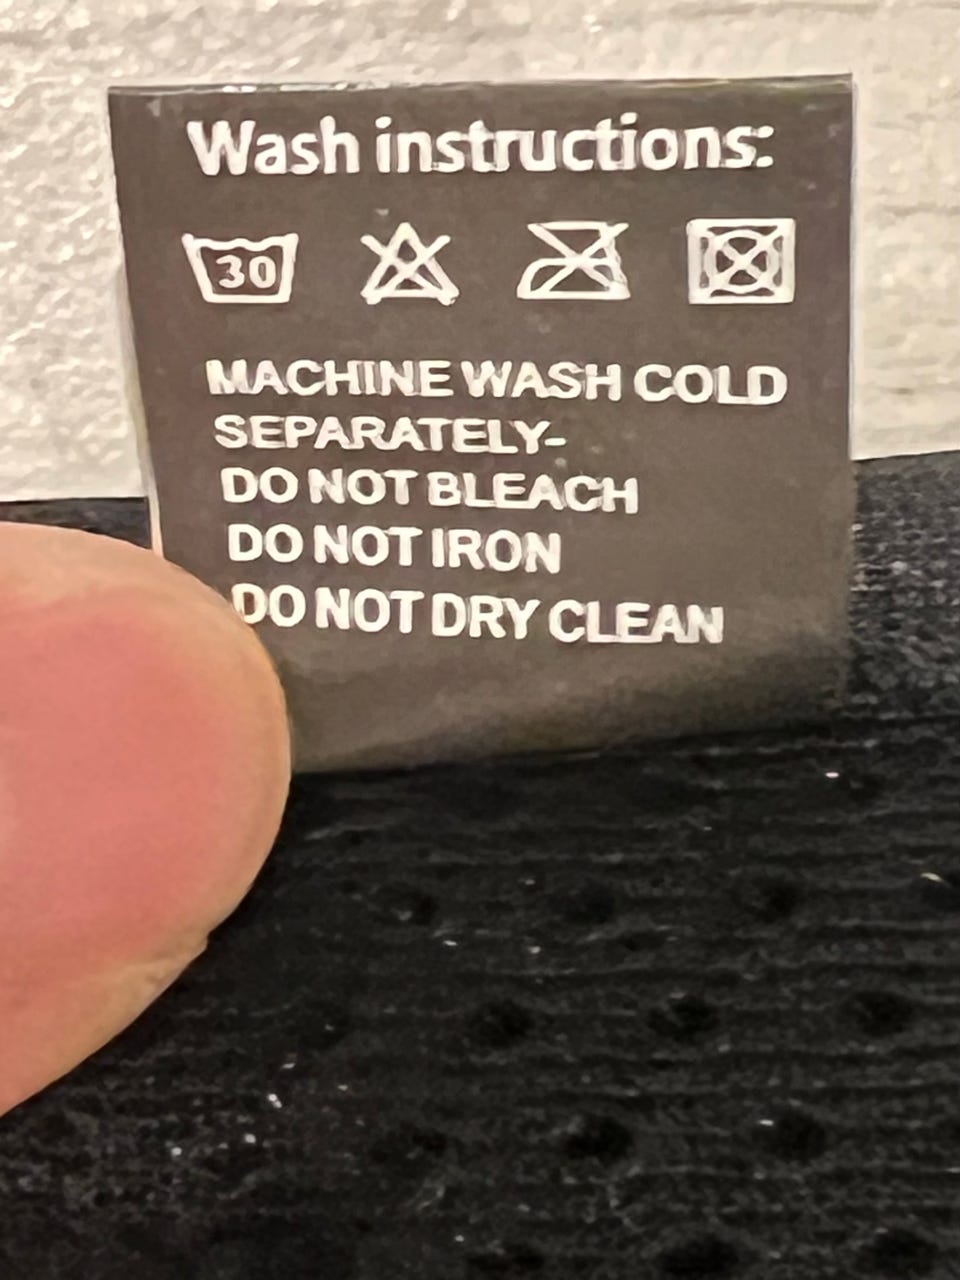 Wash instructions:
30
MACHINE WASH COLD
SEPARATELY-
DO NOT BLEACH
DO NOT IRON
DO NOT DRY CLEAN